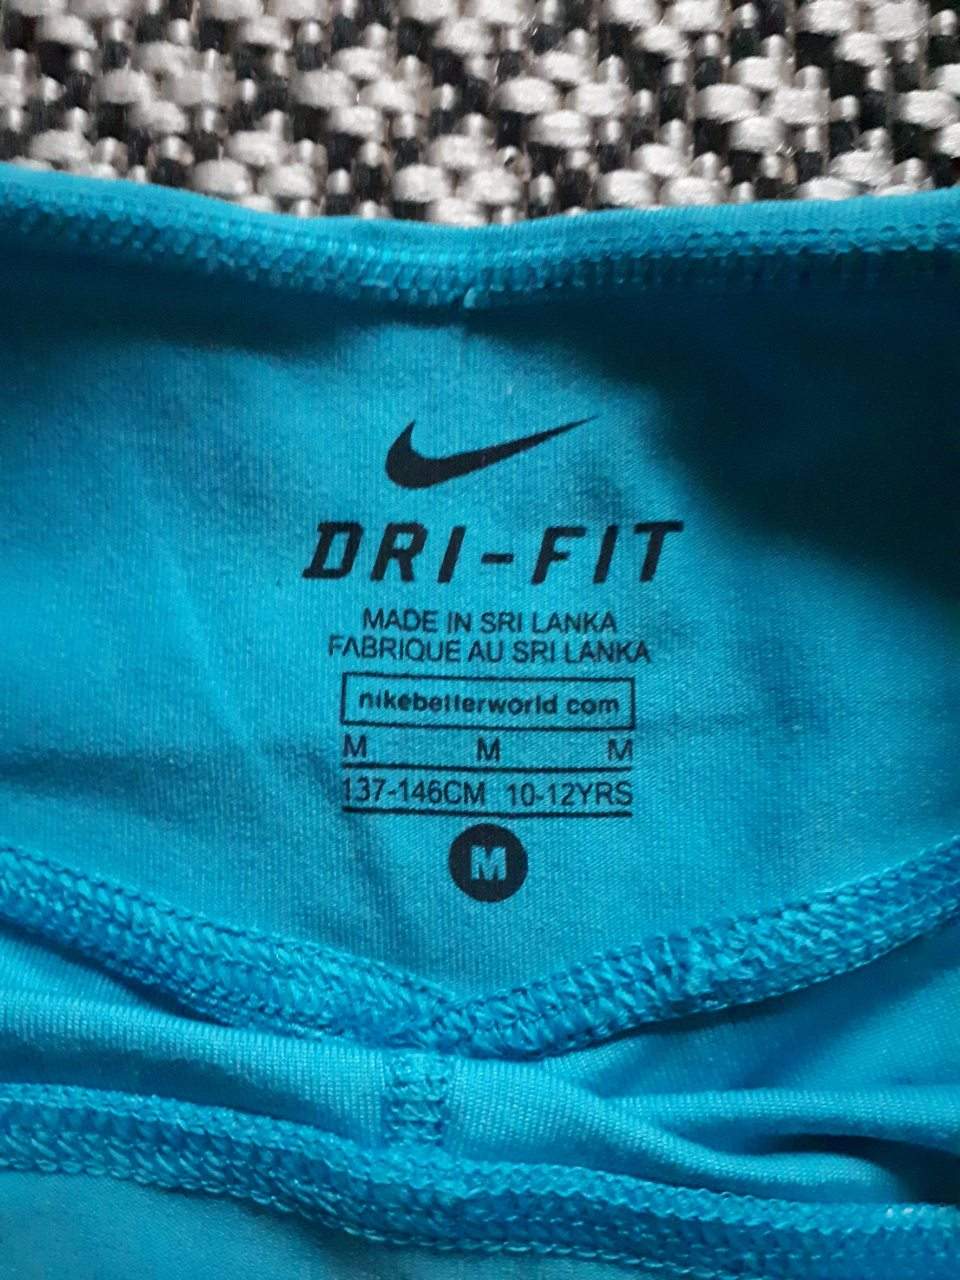 DRI-FIT
MADE IN SRI LANKA
FABRIQUE AU SRI LANKA
nikebetterworld.com
M M M
137-146CM 10-12YRS
M